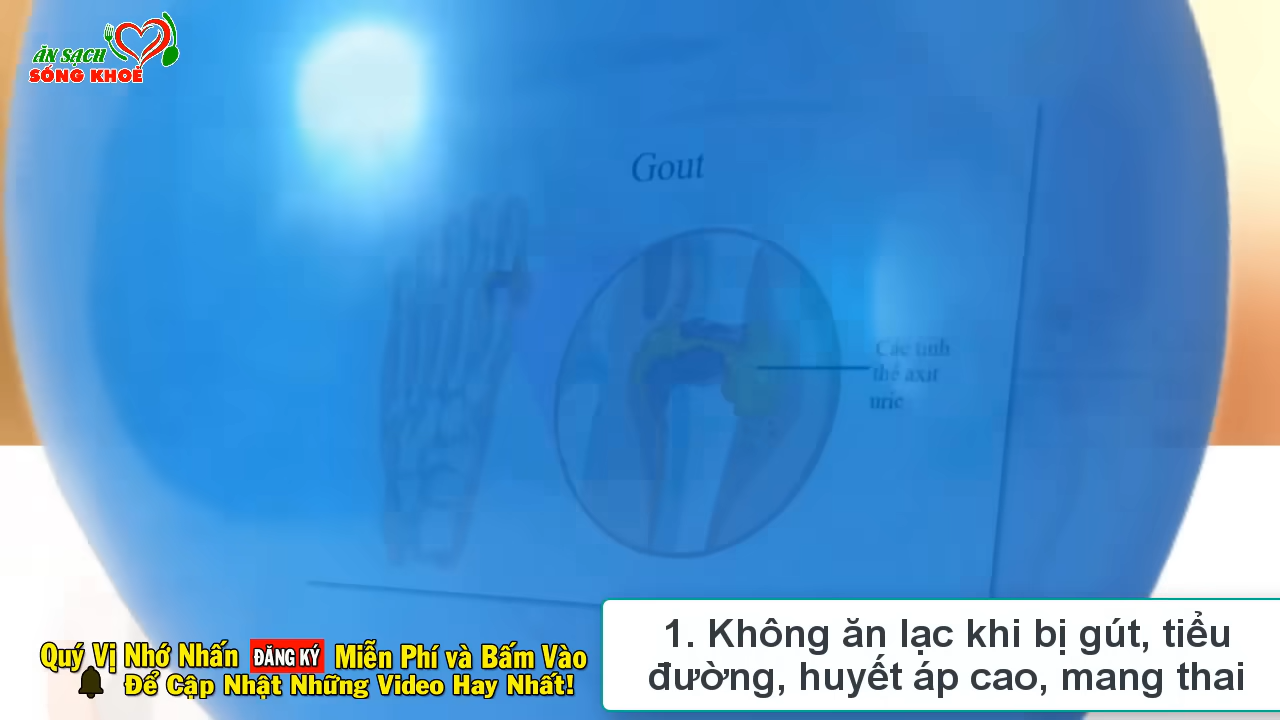 ĂN SẠCH
SỐNG KHOẺ
Gout
Các tinh
thể axit
uric
1. Không ăn lạc khi bị gút, tiểu
đường, huyết áp cao, mang thai
Quý Vị Nhớ Nhấn ĐĂNG KÝ Miễn Phí và Bấm Vào
Để Cập Nhật Những Video Hay Nhất!